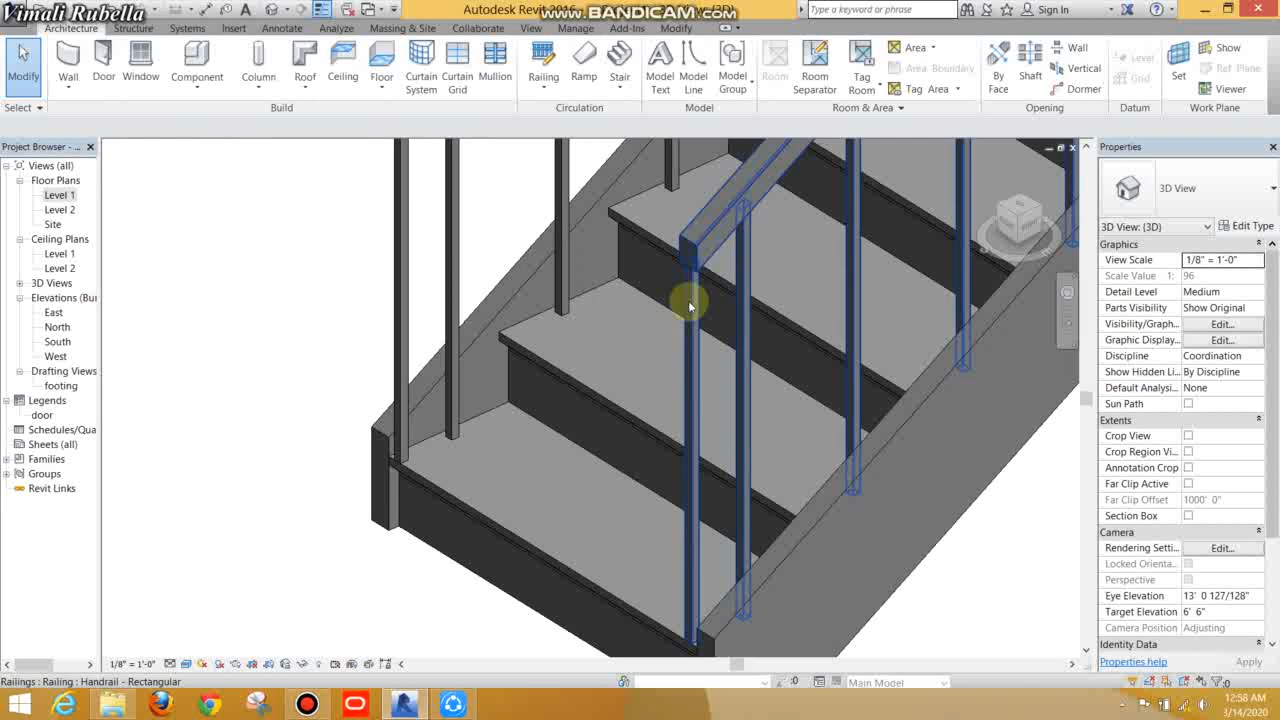 Vimali Rubella
Autodesk Revit 2016
www.BANDICAM.com
Type a keyword or phrase
Sign In
Architecture Structure Systems Insert Annotate Analyze Massing & Site Collaborate View Manage Add-Ins Modify
Modify
Wall
Door
Window
Component
Column
Roof
Ceiling
Floor
Curtain System
Curtain Grid
Mullion
Railing
Ramp
Stair
Model Text
Model Line
Model Group
Room
Room Separator
Tag Room
Area
Area Boundary
Tag Area
By Face
Shaft
Wall
Vertical
Dormer
Level
Grid
Set
Show
Ref Plane
Viewer
Select Build Circulation Model Room & Area Opening Datum Work Plane
Project Browser - ...
Views (all)
Floor Plans
Level 1
Level 2
Site
Ceiling Plans
Level 1
Level 2
3D Views
Elevations (Bui
East
North
South
West
Drafting Views
footing
Legends
door
Schedules/Qua
Sheets (all)
Families
Groups
Revit Links
Properties
3D View
3D View: {3D}
Edit Type
Graphics
View Scale 1/8" = 1'-0"
Scale Value 1: 96
Detail Level Medium
Parts Visibility Show Original
Visibility/Graph... Edit...
Graphic Display... Edit...
Discipline Coordination
Show Hidden Li... By Discipline
Default Analysi... None
Sun Path
Extents
Crop View
Crop Region Vi...
Annotation Crop
Far Clip Active
Far Clip Offset 1000' 0"
Section Box
Camera
Rendering Setti... Edit...
Locked Orienta...
Perspective
Eye Elevation 13' 0 127/128"
Target Elevation 6' 6"
Camera Position Adjusting
Identity Data
Properties help
Apply
1/8" = 1'-0"
Railings : Railing : Handrail - Rectangular
:0
Main Model
:0
12:58 AM
3/14/2020